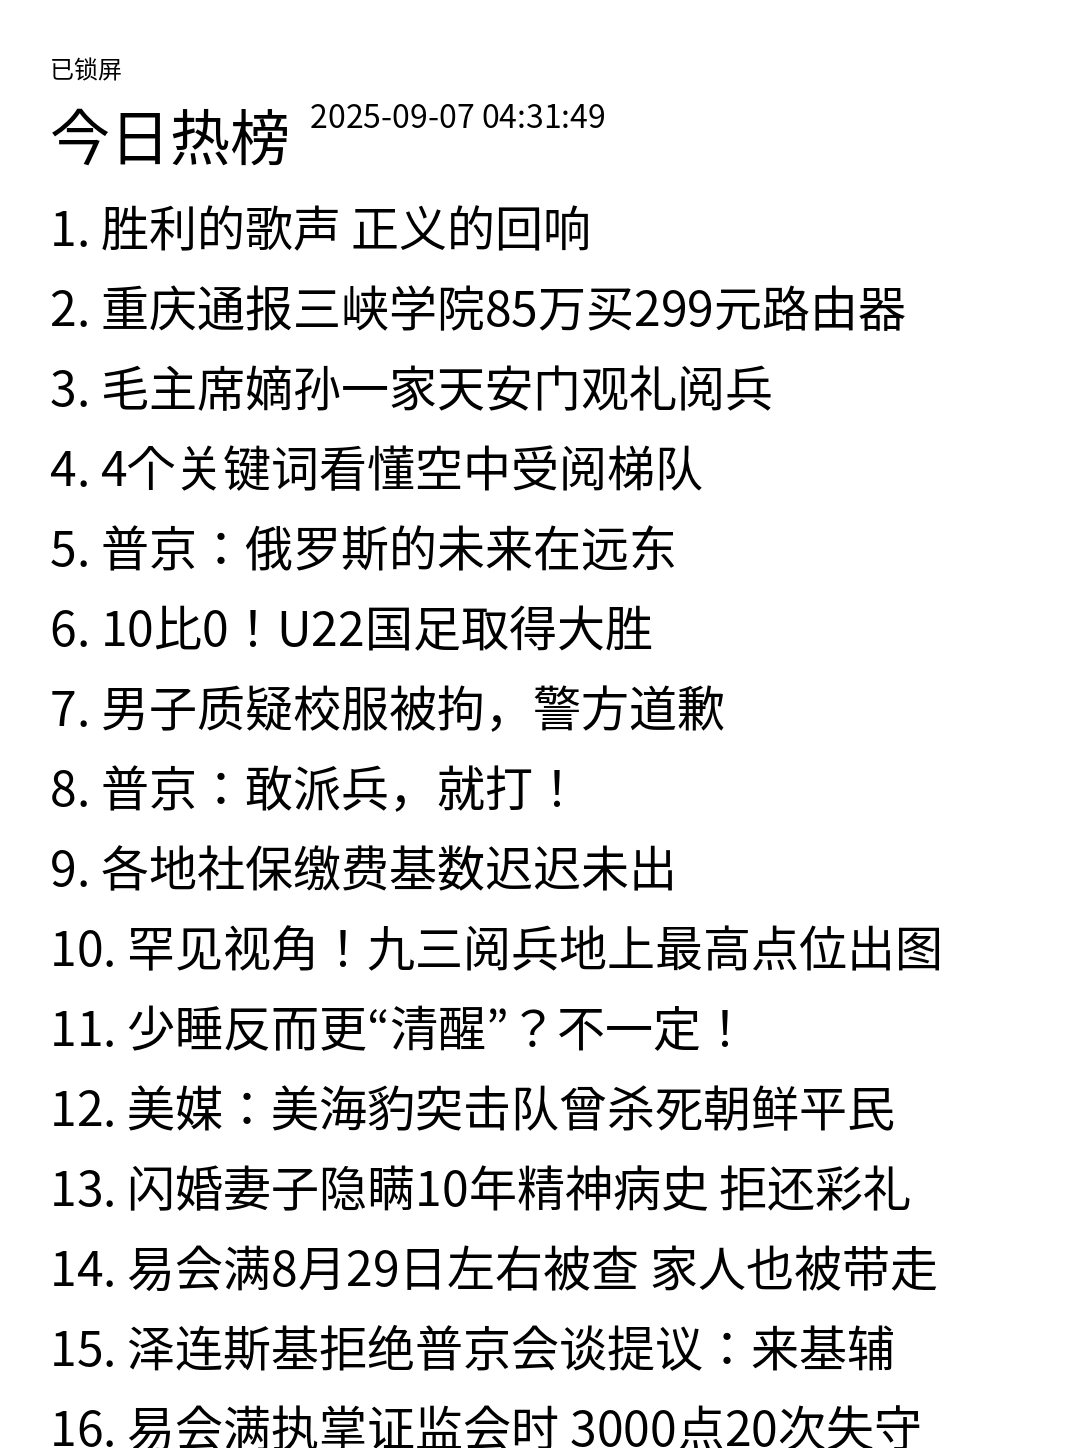 已锁屏
今日热榜 2025-09-07 04:31:49
1. 胜利的歌声 正义的回响
2. 重庆通报三峡学院85万买299元路由器
3. 毛主席嫡孙一家天安门观礼阅兵
4. 4个关键词看懂空中受阅梯队
5. 普京：俄罗斯的未来在远东
6. 10比0！U22国足取得大胜
7. 男子质疑校服被拘，警方道歉
8. 普京：敢派兵，就打！
9. 各地社保缴费基数迟迟未出
10. 罕见视角！九三阅兵地上最高点位出图
11. 少睡反而更“清醒”？不一定！
12. 美媒：美海豹突击队曾杀死朝鲜平民
13. 闪婚妻子隐瞒10年精神病史 拒还彩礼
14. 易会满8月29日左右被查 家人也被带走
15. 泽连斯基拒绝普京会谈提议：来基辅
16. 易会满执掌证监会时 3000点20次失守